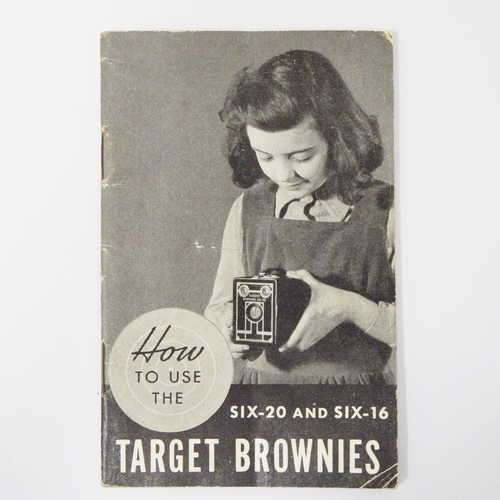 How
TO USE
THE
SIX-20 AND SIX-16
TARGET BROWNIES